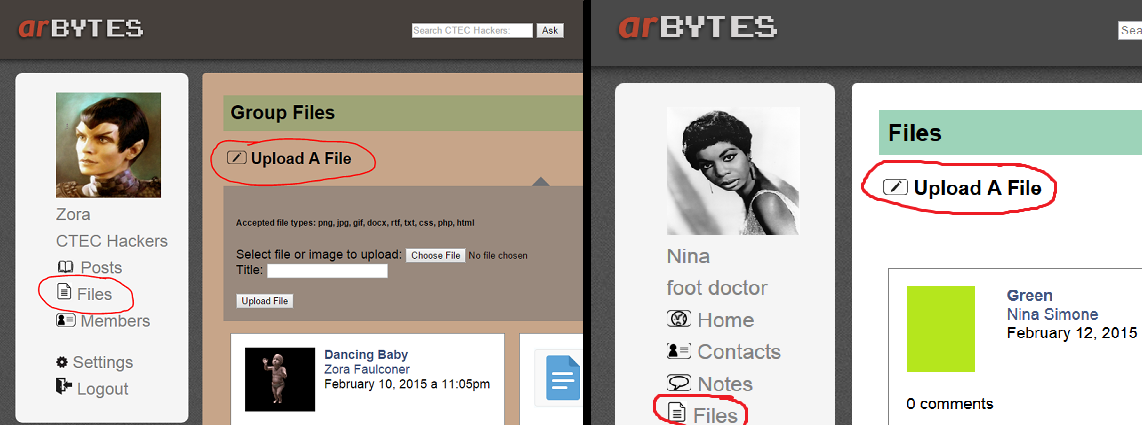 arBYTES
Search CTEC Hackers: Ask
Zora
CTEC Hackers
Posts
Files
Members
Settings
Logout
Group Files
Upload A File
Accepted file types: png, jpg, gif, docx, rtf, txt, css, php, html
Select file or image to upload: Choose File No file chosen
Title:
Upload File
Dancing Baby
Zora Faulconer
February 10, 2015 a 11:05pm
arBYTES
Sea
Nina
foot doctor
Home
Contacts
Notes
Files
Files
Upload A File
Green
Nina Simone
February 12, 2015
0 comments